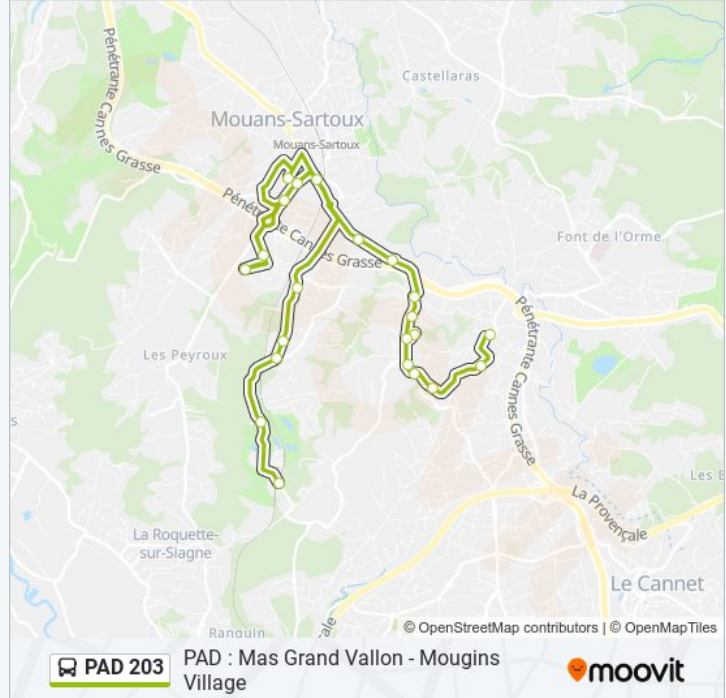 Castellaras
Pénétrante Cannes Grasse
Mouans-Sartoux
Mouans-Sartoux
Pénétrante Cannes Grasse
Font de l'Orme
Les Peyroux
Pénétrante Cannes Grasse
s
La Provençale
Les E
La Roquette-
sur-Siagne
Le Cannet
Ranguin
© OpenStreetMap contributors | © OpenMapTiles
PAD 203
PAD : Mas Grand Vallon - Mougins
Village
moovit